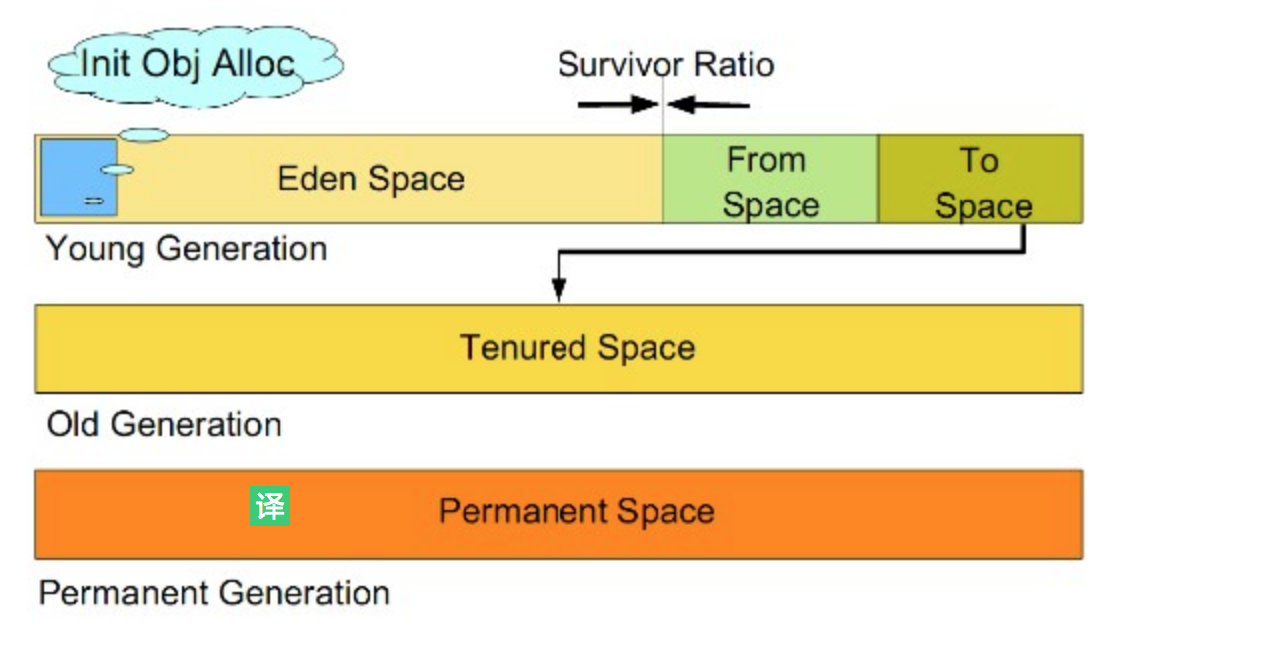 Init Obj Alloc
Survivor Ratio
Eden Space
From
Space
To
Space
Young Generation
Tenured Space
Old Generation
译
Permanent Space
Permanent Generation